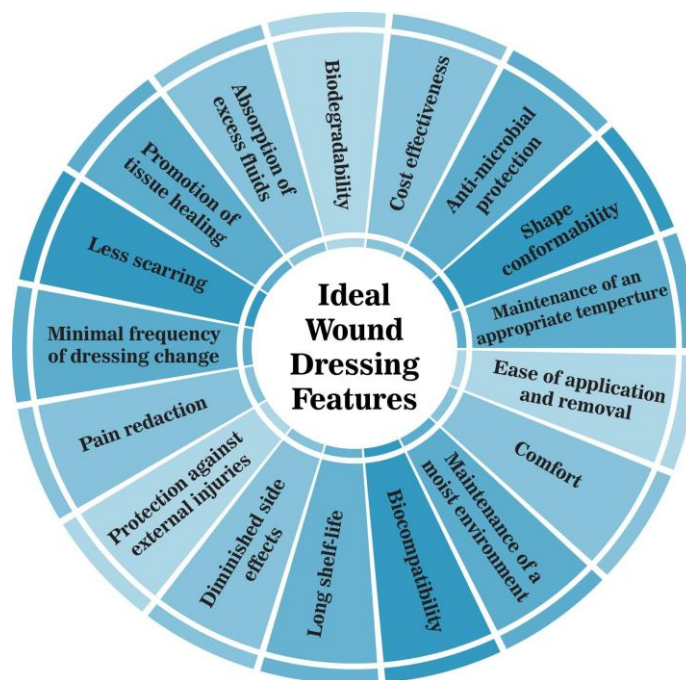 Ideal
Wound
Dressing
Features
Biodegradability
Cost effectiveness
Anti-microbial
protection
Shape
conformability
Maintenance of an
appropriate temperture
Ease of application
and removal
Comfort
Maintenance of a
moist environment
Biocompatibility
Long shelf-life
Diminished side
effects
Protection against
external injuries
Pain redaction
Minimal frequency
of dressing change
Less scarring
Promotion of
tissue healing
Absorption of
excess fluids